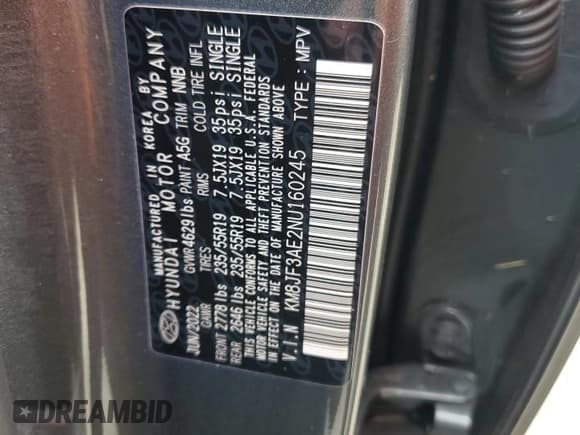 MANUFACTURED IN KOREA BY
HYUNDAI MOTOR COMPANY
JUN/2022 GVWR 4629 lbs PAINT A5G TRIM NNB
GAWR TIRES RIMS COLD TIRE INFL
FRONT 2778 lbs 235/55R19 7.5JX19 35psi SINGLE
REAR 2646 lbs 235/55R19 7.5JX19 35psi SINGLE
THIS VEHICLE CONFORMS TO ALL APPLICABLE U.S.A. FEDERAL
MOTOR VEHICLE SAFETY AND THEFT PREVENTION STANDARDS
IN EFFECT ON THE DATE OF MANUFACTURE SHOWN ABOVE
V.I.N KM8JF3AE2NU160245 TYPE : MPV
DREAMBID